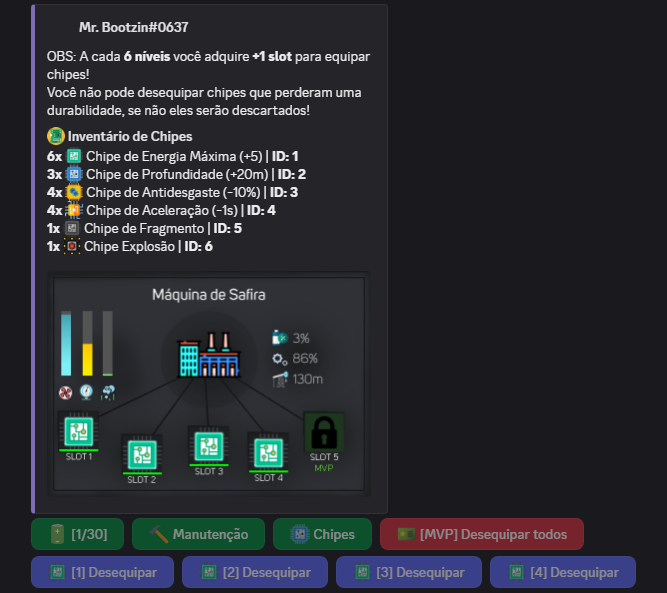 Mr. Bootzin#0637
OBS: A cada 6 níveis você adquire +1 slot para equipar
chipes!
Você não pode desequipar chipes que perderam uma
durabilidade, se não eles serão descartados!
Inventário de Chipes
6x Chipe de Energia Máxima (+5) | ID: 1
3x Chipe de Profundidade (+20m) | ID: 2
4x Chipe de Antidesgaste (-10%) | ID: 3
4x Chipe de Aceleração (-1s) | ID: 4
1x Chipe de Fragmento | ID: 5
1x Chipe Explosão | ID: 6
Máquina de Safira
3%
86%
130m
SLOT 1
SLOT 2
SLOT 3
SLOT 4
SLOT 5
MVP
[1/30] Manutenção Chipes [MVP] Desequipar todos
[1] Desequipar [2] Desequipar [3] Desequipar [4] Desequipar